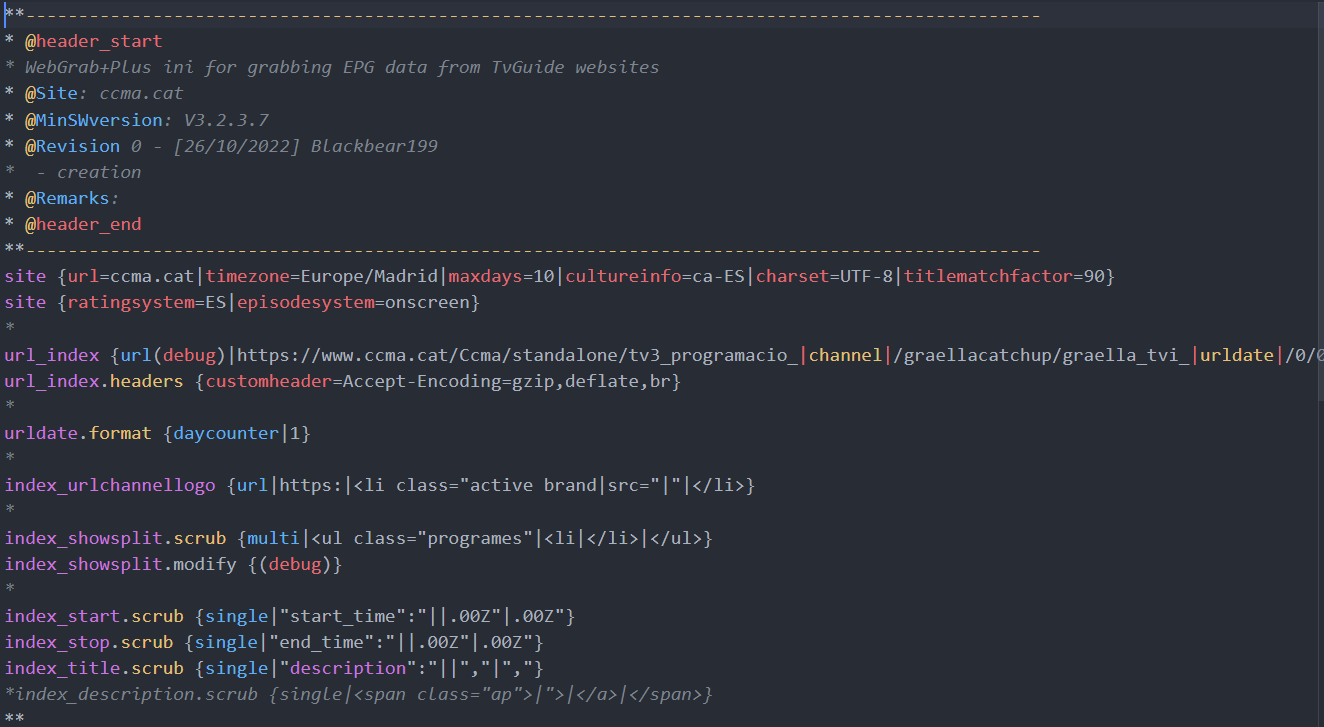 **------------------------------------------------------------------------------------------------
* @header_start
* WebGrab+Plus ini for grabbing EPG data from TvGuide websites
* @Site: ccma.cat
* @MinSWversion: V3.2.3.7
* @Revision 0 - [26/10/2022] Blackbear199
*  - creation
* @Remarks:
* @header_end
**------------------------------------------------------------------------------------------------
site {url=ccma.cat|timezone=Europe/Madrid|maxdays=10|cultureinfo=ca-ES|charset=UTF-8|titlematchfactor=90}
site {ratingsystem=ES|episodesystem=onscreen}
*
url_index {url(debug)|https://www.ccma.cat/Ccma/standalone/tv3_programacio_|channel|/graellacatchup/graella_tvi_|urldate|/0/
url_index.headers {customheader=Accept-Encoding=gzip,deflate,br}
*
urldate.format {daycounter|1}
*
index_urlchannellogo {url|https:|<li class="active brand|src="|"|</li>}
*
index_showsplit.scrub {multi|<ul class="programes"|<li|</li>|</ul>}
index_showsplit.modify {(debug)}
*
index_start.scrub {single|"start_time":"||.00Z"|.00Z"}
index_stop.scrub {single|"end_time":"||.00Z"|.00Z"}
index_title.scrub {single|"description":"||","|","}
*index_description.scrub {single|<span class="ap">|">|</a>|</span>}
**